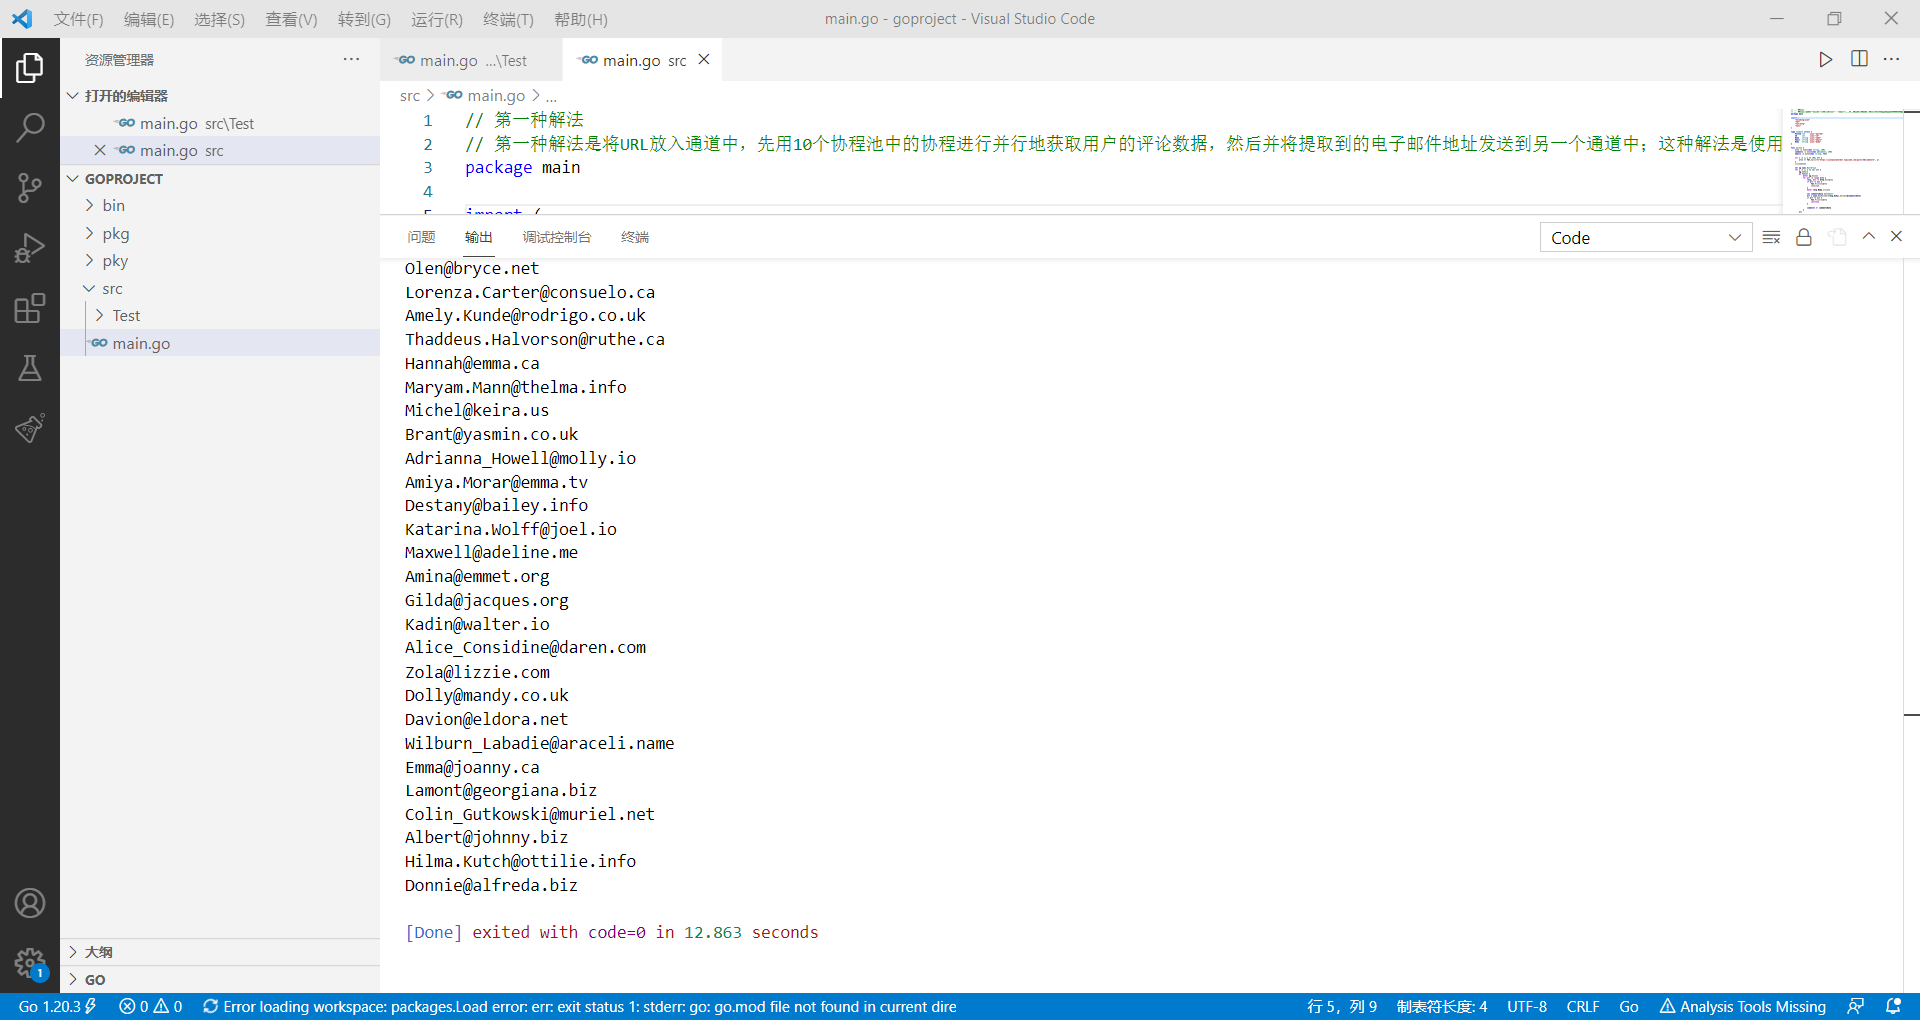 文件(F) 编辑(E) 选择(S) 查看(V) 转到(G) 运行(R) 终端(T) 帮助(H) main.go - goproject - Visual Studio Code
资源管理器
打开的编辑器
main.go src\Test
main.go src
GOPROJECT
bin
pkg
pky
src
Test
main.go
大纲
GO
main.go ...\Test main.go src
src main.go ...
1 // 第一种解法
2 // 第一种解法是将URL放入通道中，先用10个协程池中的协程进行并行地获取用户的评论数据，然后并将提取到的电子邮件地址发送到另一个通道中；这种解法是使用
3 package main
4
5 import (
问题 输出 调试控制台 终端 Code
Olen@bryce.net
Lorenza.Carter@consuelo.ca
Amely.Kunde@rodrigo.co.uk
Thaddeus.Halvorson@ruthe.ca
Hannah@emma.ca
Maryam.Mann@thelma.info
Michel@keira.us
Brant@yasmin.co.uk
Adrianna_Howell@molly.io
Amiya.Morar@emma.tv
Destany@bailey.info
Katarina.Wolff@joel.io
Maxwell@adeline.me
Amina@emmet.org
Gilda@jacques.org
Kadin@walter.io
Alice_Considine@daren.com
Zola@lizzie.com
Dolly@mandy.co.uk
Davion@eldora.net
Wilburn_Labadie@araceli.name
Emma@joanny.ca
Lamont@georgiana.biz
Colin_Gutkowski@muriel.net
Albert@johnny.biz
Hilma.Kutch@ottilie.info
Donnie@alfreda.biz
[Done] exited with code=0 in 12.863 seconds
1
Go 1.20.3 0 0 Error loading workspace: packages.Load error: err: exit status 1: stderr: go: go.mod file not found in current dire 行 5，列 9 制表符长度: 4 UTF-8 CRLF Go Analysis Tools Missing